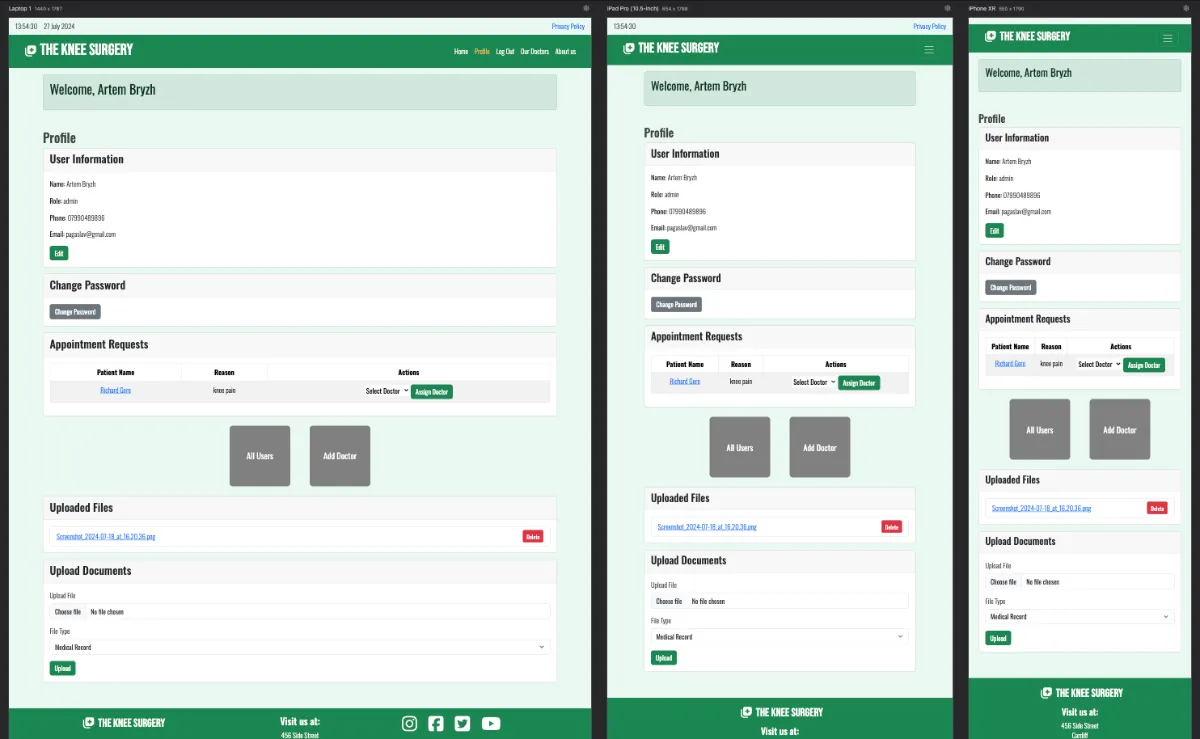 Laptop 1 1440 x 1787
13:54:30 27 July 2024 Privacy Policy
THE KNEE SURGERY
Home Profile Log Out Our Doctors About us
Welcome, Artem Bryzh
Profile
User Information
Name: Artem Bryzh
Role: admin
Phone: 07990489896
Email: pagaslav@gmail.com
Edit
Change Password
Change Password
Appointment Requests
Patient Name Reason Actions
Richard Gere knee pain Select Doctor Assign Doctor
All Users Add Doctor
Uploaded Files
Screenshot_2024-07-18_at_16.20.36.png Delete
Upload Documents
Upload File
Choose file No file chosen
File Type
Medical Record
Upload
THE KNEE SURGERY
Visit us at:
456 Side Street
iPad Pro (10.5-inch) 834 x 1788
13:54:30 Privacy Policy
THE KNEE SURGERY
Welcome, Artem Bryzh
Profile
User Information
Name: Artem Bryzh
Role: admin
Phone: 07990489896
Email: pagaslav@gmail.com
Edit
Change Password
Change Password
Appointment Requests
Patient Name Reason Actions
Richard Gere knee pain Select Doctor Assign Doctor
All Users Add Doctor
Uploaded Files
Screenshot_2024-07-18_at_16.20.36.png Delete
Upload Documents
Upload File
Choose file No file chosen
File Type
Medical Record
Upload
THE KNEE SURGERY
Visit us at:
iPhone XR
THE KNEE SURGERY
Welcome, Artem Bryzh
Profile
User Information
Name: Artem Bryzh
Role: admin
Phone: 07990489896
Email: pagaslav@gmail.com
Edit
Change Password
Change Password
Appointment Requests
Patient Name Reason Actions
Richard Gere knee pain Select Doctor Assign Doctor
All Users Add Doctor
Uploaded Files
Screenshot_2024-07-18_at_16.20.36.png Delete
Upload Documents
Upload File
Choose file No file chosen
File Type
Medical Record
Upload
THE KNEE SURGERY
Visit us at:
456 Side Street
Cardiff